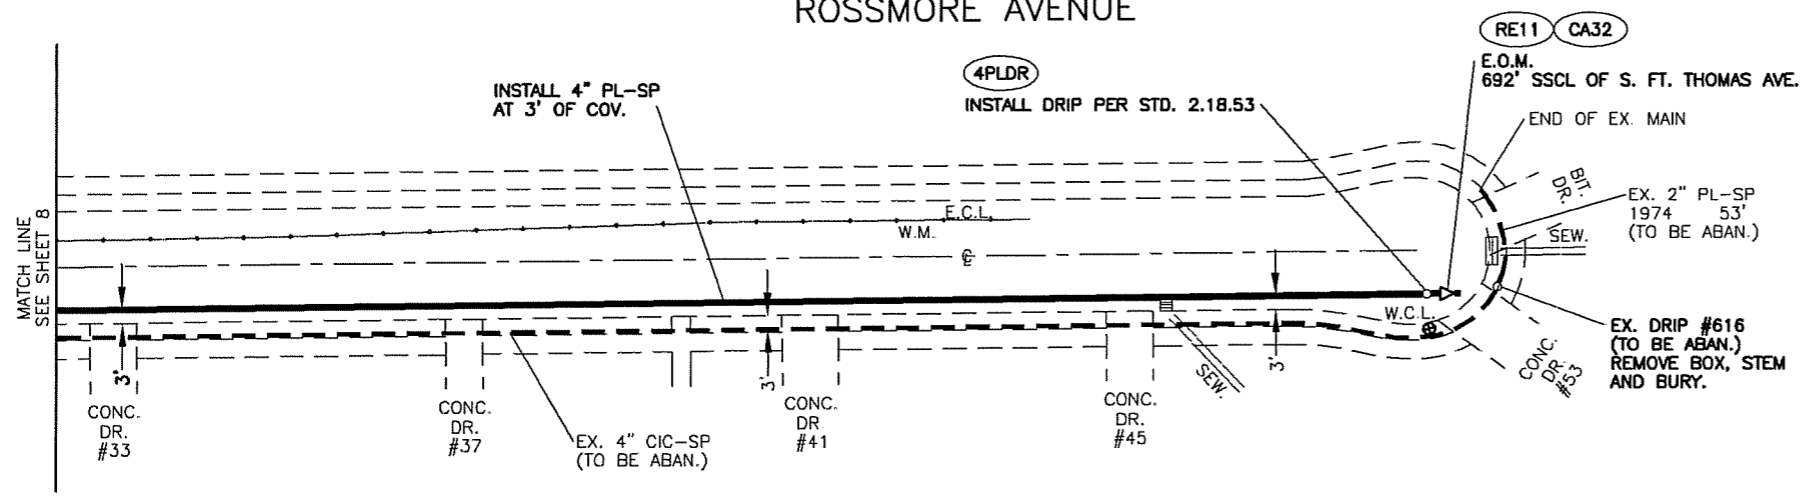 ROSSMORE AVENUE
RE11
CA32
E.O.M.
692' SSCL OF S. FT. THOMAS AVE.
4PLDR
INSTALL DRIP PER STD. 2.18.53
INSTALL 4" PL-SP
AT 3' OF COV.
END OF EX. MAIN
BIT.
DR.
EX. 2" PL-SP
1974 53'
(TO BE ABAN.)
SEW.
MATCH LINE
SEE SHEET 8
E.C.L.
W.M.
℄
W.C.L.
EX. DRIP #616
(TO BE ABAN.)
REMOVE BOX, STEM
AND BURY.
CONC.
DR.
#53
3'
3'
3'
SEW.
CONC.
DR.
#33
CONC.
DR.
#37
EX. 4" CIC-SP
(TO BE ABAN.)
CONC.
DR
#41
CONC.
DR.
#45